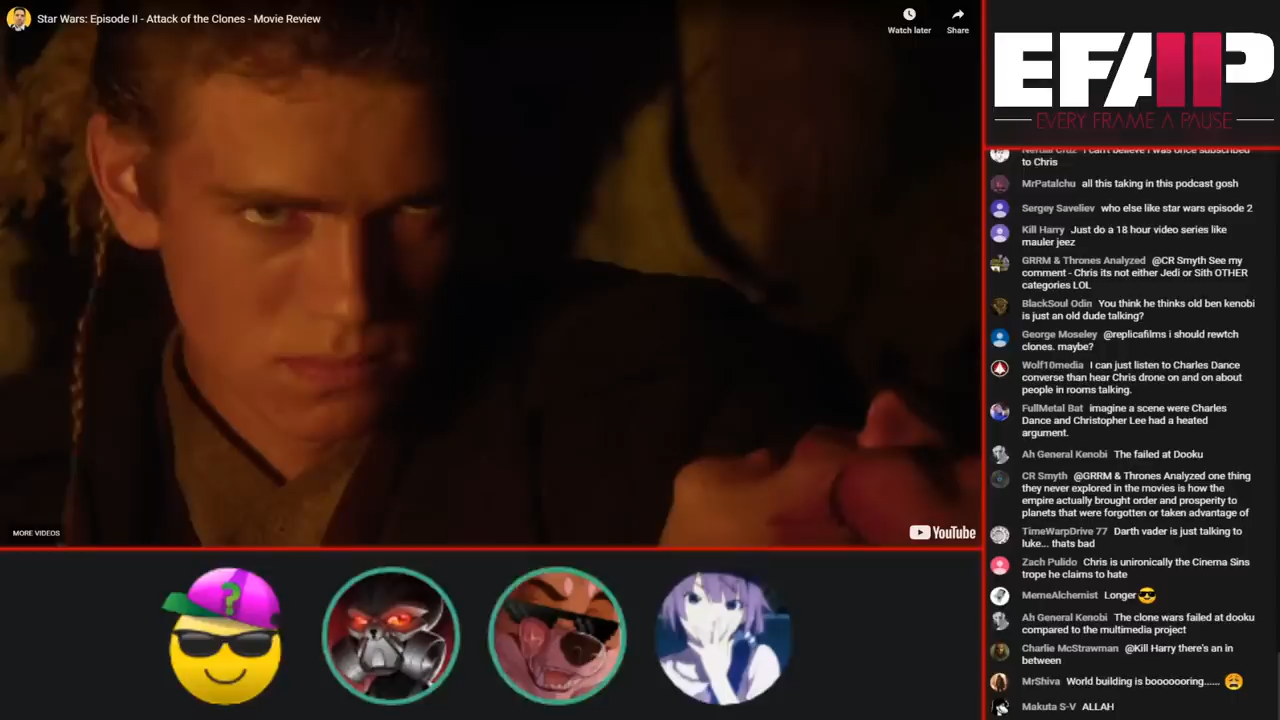 Star Wars: Episode II - Attack of the Clones - Movie Review
Watch later
Share
MORE VIDEOS
YouTube
EFAP
EVERY FRAME A PAUSE
I can't believe I was once subscribed
to Chris
MrPatalchu all this taking in this podcast gosh
Sergey Saveliev who else like star wars episode 2
Kill Harry Just do a 18 hour video series like
mauler jeez
GRRM & Thrones Analyzed @CR Smyth See my
comment - Chris its not either Jedi or Sith OTHER
categories LOL
BlackSoul Odin You think he thinks old ben kenobi
is just an old dude talking?
George Moseley @replicafilms i should rewtch
clones. maybe?
Wolf10media I can just listen to Charles Dance
converse than hear Chris drone on and on about
people in rooms talking.
FullMetal Bat imagine a scene were Charles
Dance and Christopher Lee had a heated
argument.
Ah General Kenobi The failed at Dooku
CR Smyth @GRRM & Thrones Analyzed one thing
they never explored in the movies is how the
empire actually brought order and prosperity to
planets that were forgotten or taken advantage of
TimeWarpDrive 77 Darth vader is just talking to
luke... thats bad
Zach Pulido Chris is unironically the Cinema Sins
trope he claims to hate
MemeAlchemist Longer
Ah General Kenobi The clone wars failed at dooku
compared to the multimedia project
Charlie McStrawman @Kill Harry there's an in
between
MrShiva World building is booooooring......
Makuta S-V ALLAH
?